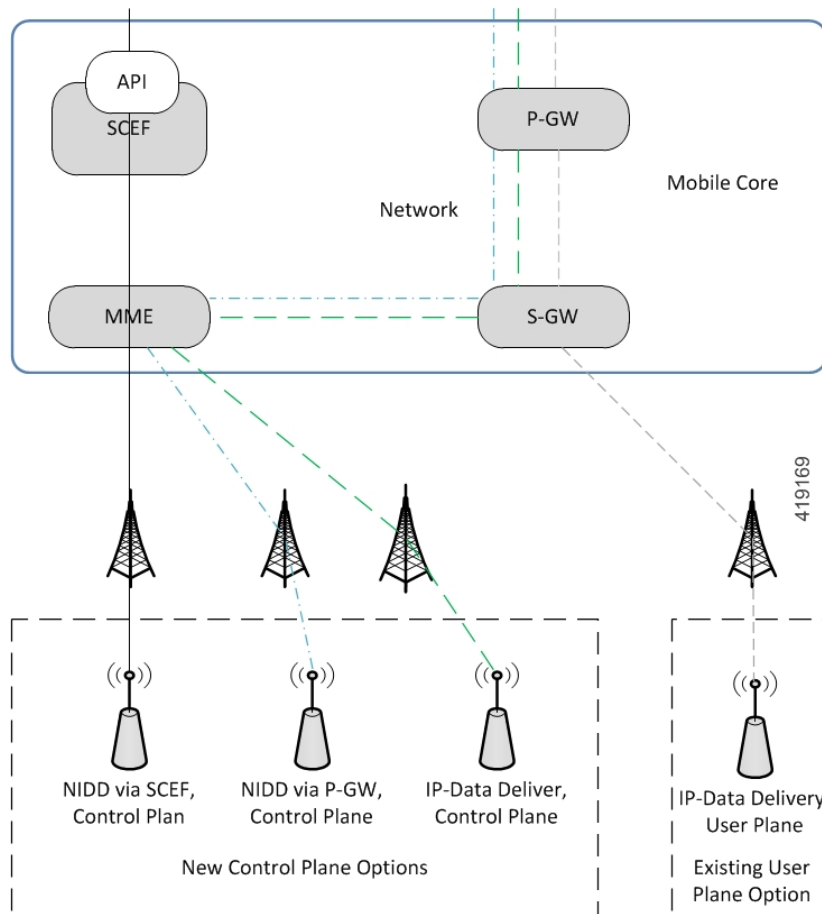 API
SCEF
P-GW
Mobile Core
Network
MME
S-GW
419169
NIDD via SCEF,
Control Plan
NIDD via P-GW,
Control Plane
IP-Data Deliver,
Control Plane
IP-Data Delivery
User Plane
New Control Plane Options
Existing User
Plane Option